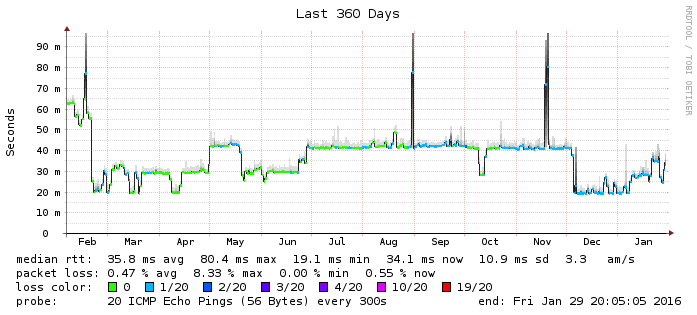 Last 360 Days
RRDTOOL / TOBI OETIKER
Seconds
90 m
80 m
70 m
60 m
50 m
40 m
30 m
20 m
10 m
0
Feb Mar Apr May Jun Jul Aug Sep Oct Nov Dec Jan
median rtt: 35.8 ms avg 80.4 ms max 19.1 ms min 34.1 ms now 10.9 ms sd 3.3 am/s
packet loss: 0.47 % avg 8.33 % max 0.00 % min 0.55 % now
loss color: 0 1/20 2/20 3/20 4/20 10/20 19/20
probe: 20 ICMP Echo Pings (56 Bytes) every 300s end: Fri Jan 29 20:05:05 2016